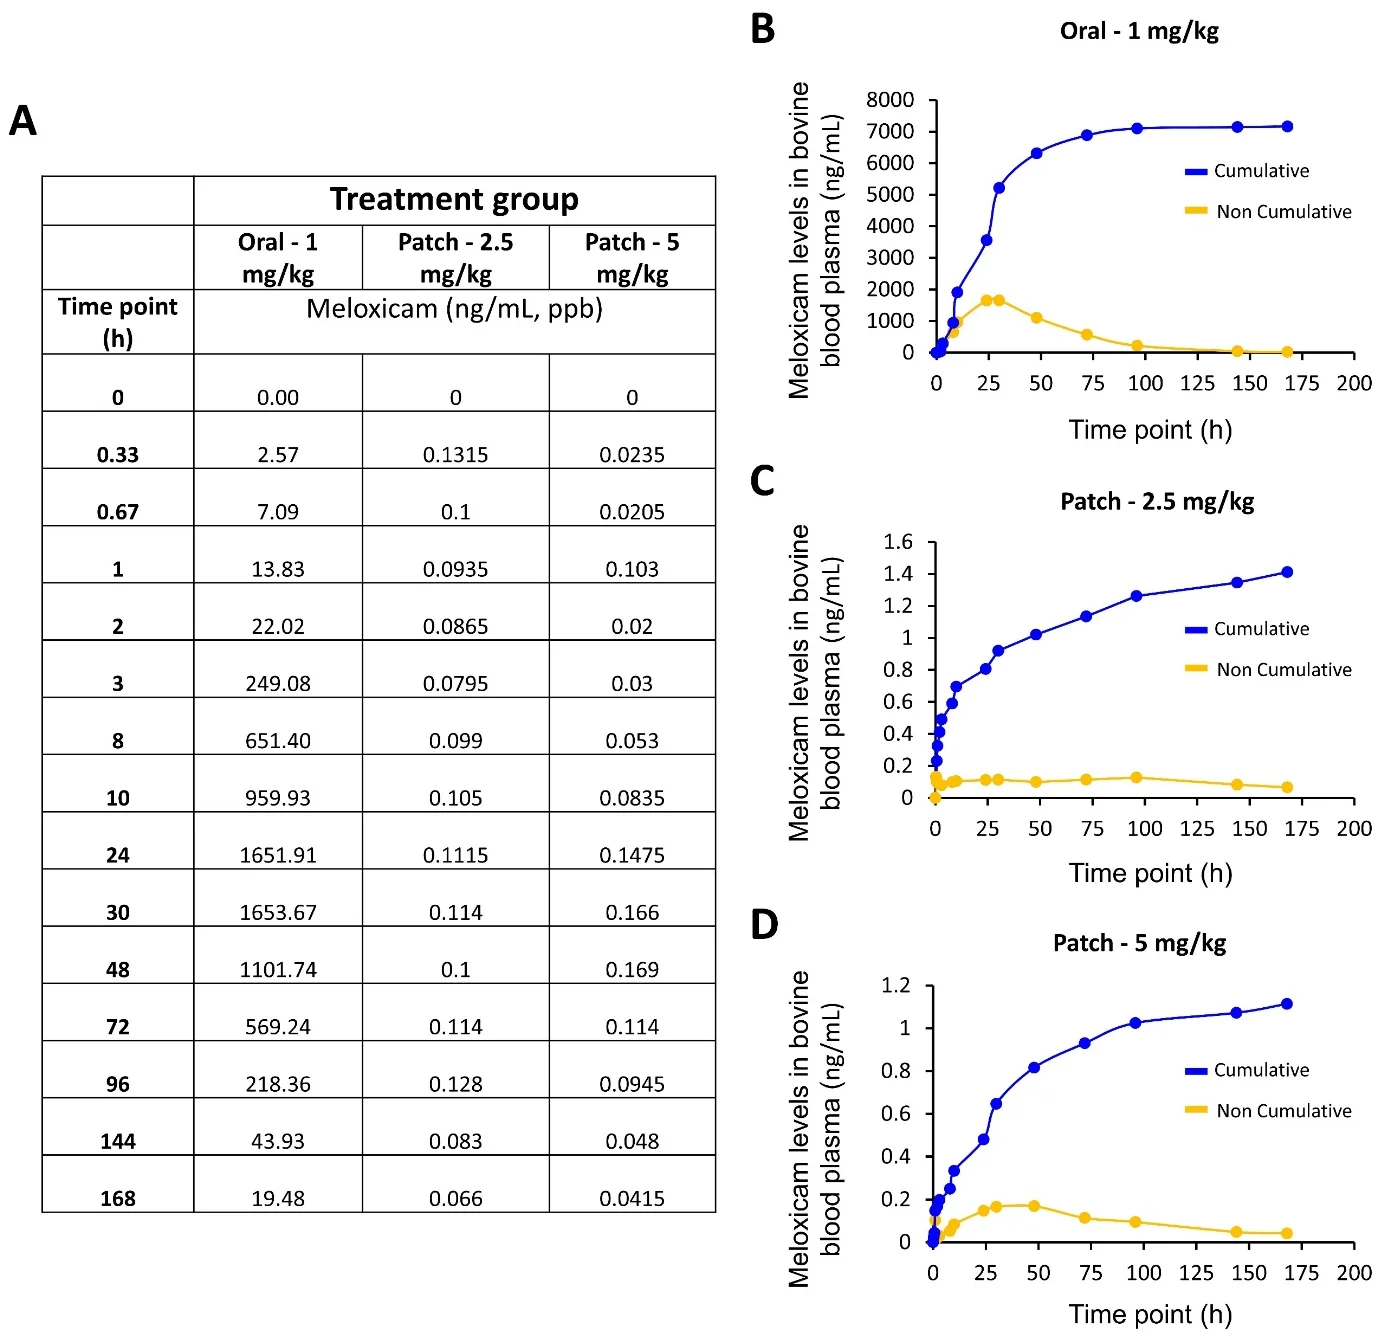 A
Treatment group
Oral - 1 mg/kg Patch - 2.5 mg/kg Patch - 5 mg/kg
Time point (h) Meloxicam (ng/mL, ppb)
0 0.00 0 0
0.33 2.57 0.1315 0.0235
0.67 7.09 0.1 0.0205
1 13.83 0.0935 0.103
2 22.02 0.0865 0.02
3 249.08 0.0795 0.03
8 651.40 0.099 0.053
10 959.93 0.105 0.0835
24 1651.91 0.1115 0.1475
30 1653.67 0.114 0.166
48 1101.74 0.1 0.169
72 569.24 0.114 0.114
96 218.36 0.128 0.0945
144 43.93 0.083 0.048
168 19.48 0.066 0.0415
B
Oral - 1 mg/kg
Meloxicam levels in bovine
blood plasma (ng/mL)
8000
7000
6000
5000
4000
3000
2000
1000
0
Cumulative
Non Cumulative
0 25 50 75 100 125 150 175 200
Time point (h)
C
Patch - 2.5 mg/kg
Meloxicam levels in bovine
blood plasma (ng/mL)
1.6
1.4
1.2
1
0.8
0.6
0.4
0.2
0
Cumulative
Non Cumulative
0 25 50 75 100 125 150 175 200
Time point (h)
D
Patch - 5 mg/kg
Meloxicam levels in bovine
blood plasma (ng/mL)
1.2
1
0.8
0.6
0.4
0.2
0
Cumulative
Non Cumulative
0 25 50 75 100 125 150 175 200
Time point (h)